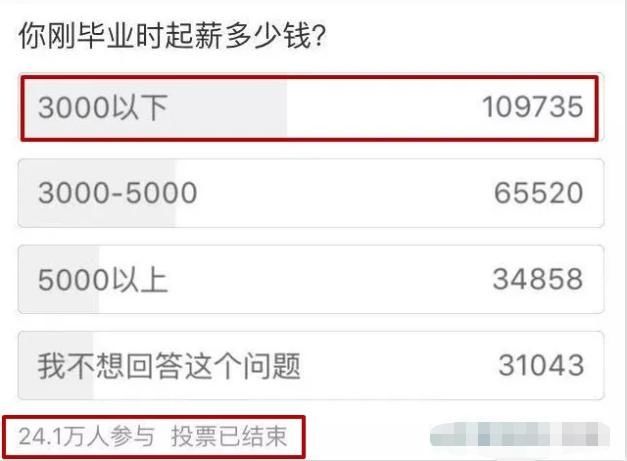 你刚毕业时起薪多少钱?
3000以下 109735
3000-5000 65520
5000以上 34858
我不想回答这个问题 31043
24.1万人参与 投票已结束